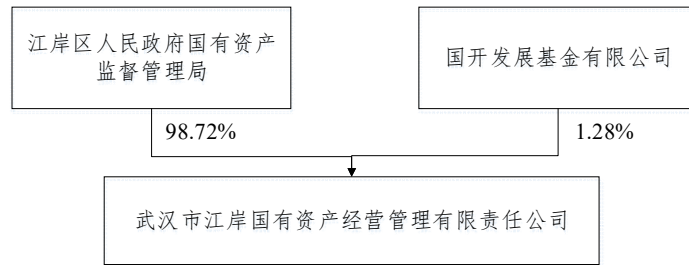 江岸区人民政府国有资产
监督管理局
国开发展基金有限公司
98.72%
1.28%
武汉市江岸国有资产经营管理有限责任公司